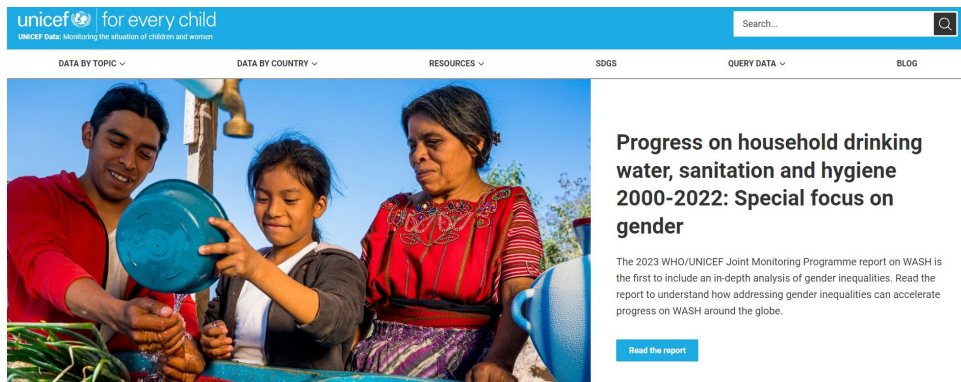 unicef for every child
UNICEF Data: Monitoring the situation of children and women
Search...
DATA BY TOPIC
DATA BY COUNTRY
RESOURCES
SDGS
QUERY DATA
BLOG
Progress on household drinking
water, sanitation and hygiene
2000-2022: Special focus on
gender
The 2023 WHO/UNICEF Joint Monitoring Programme report on WASH is
the first to include an in-depth analysis of gender inequalities. Read the
report to understand how addressing gender inequalities can accelerate
progress on WASH around the globe.
Read the report